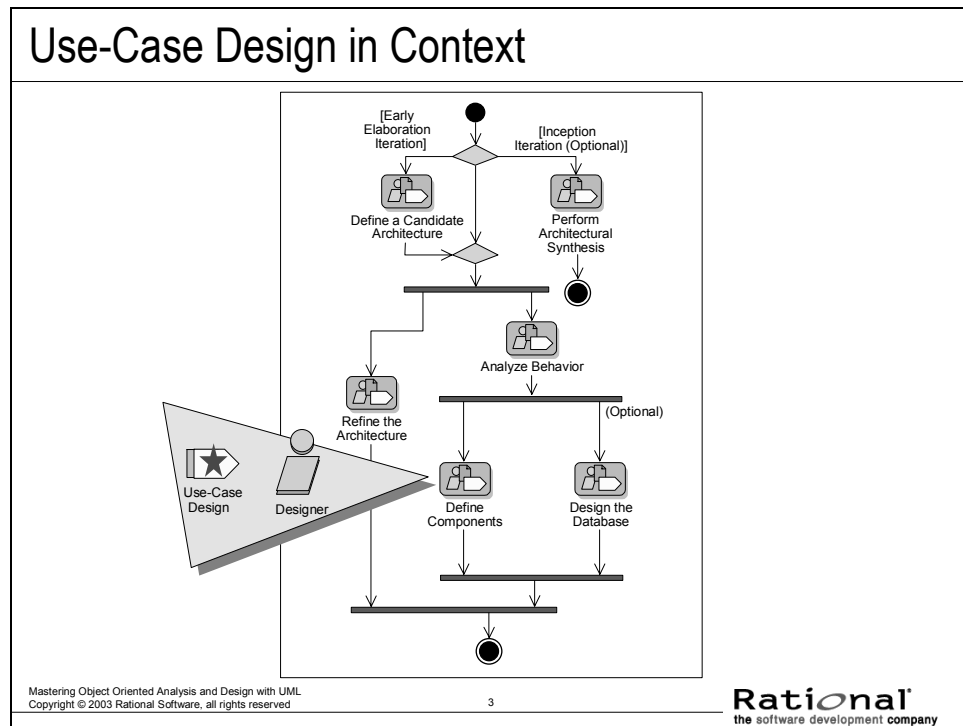 Use-Case Design in Context
[Early
Elaboration
Iteration]
[Inception
Iteration (Optional)]
Define a Candidate
Architecture
Perform
Architectural
Synthesis
Analyze Behavior
(Optional)
Refine the
Architecture
Use-Case
Design
Designer
Define
Components
Design the
Database
Mastering Object Oriented Analysis and Design with UML
Copyright © 2003 Rational Software, all rights reserved
3
Rational
the software development company